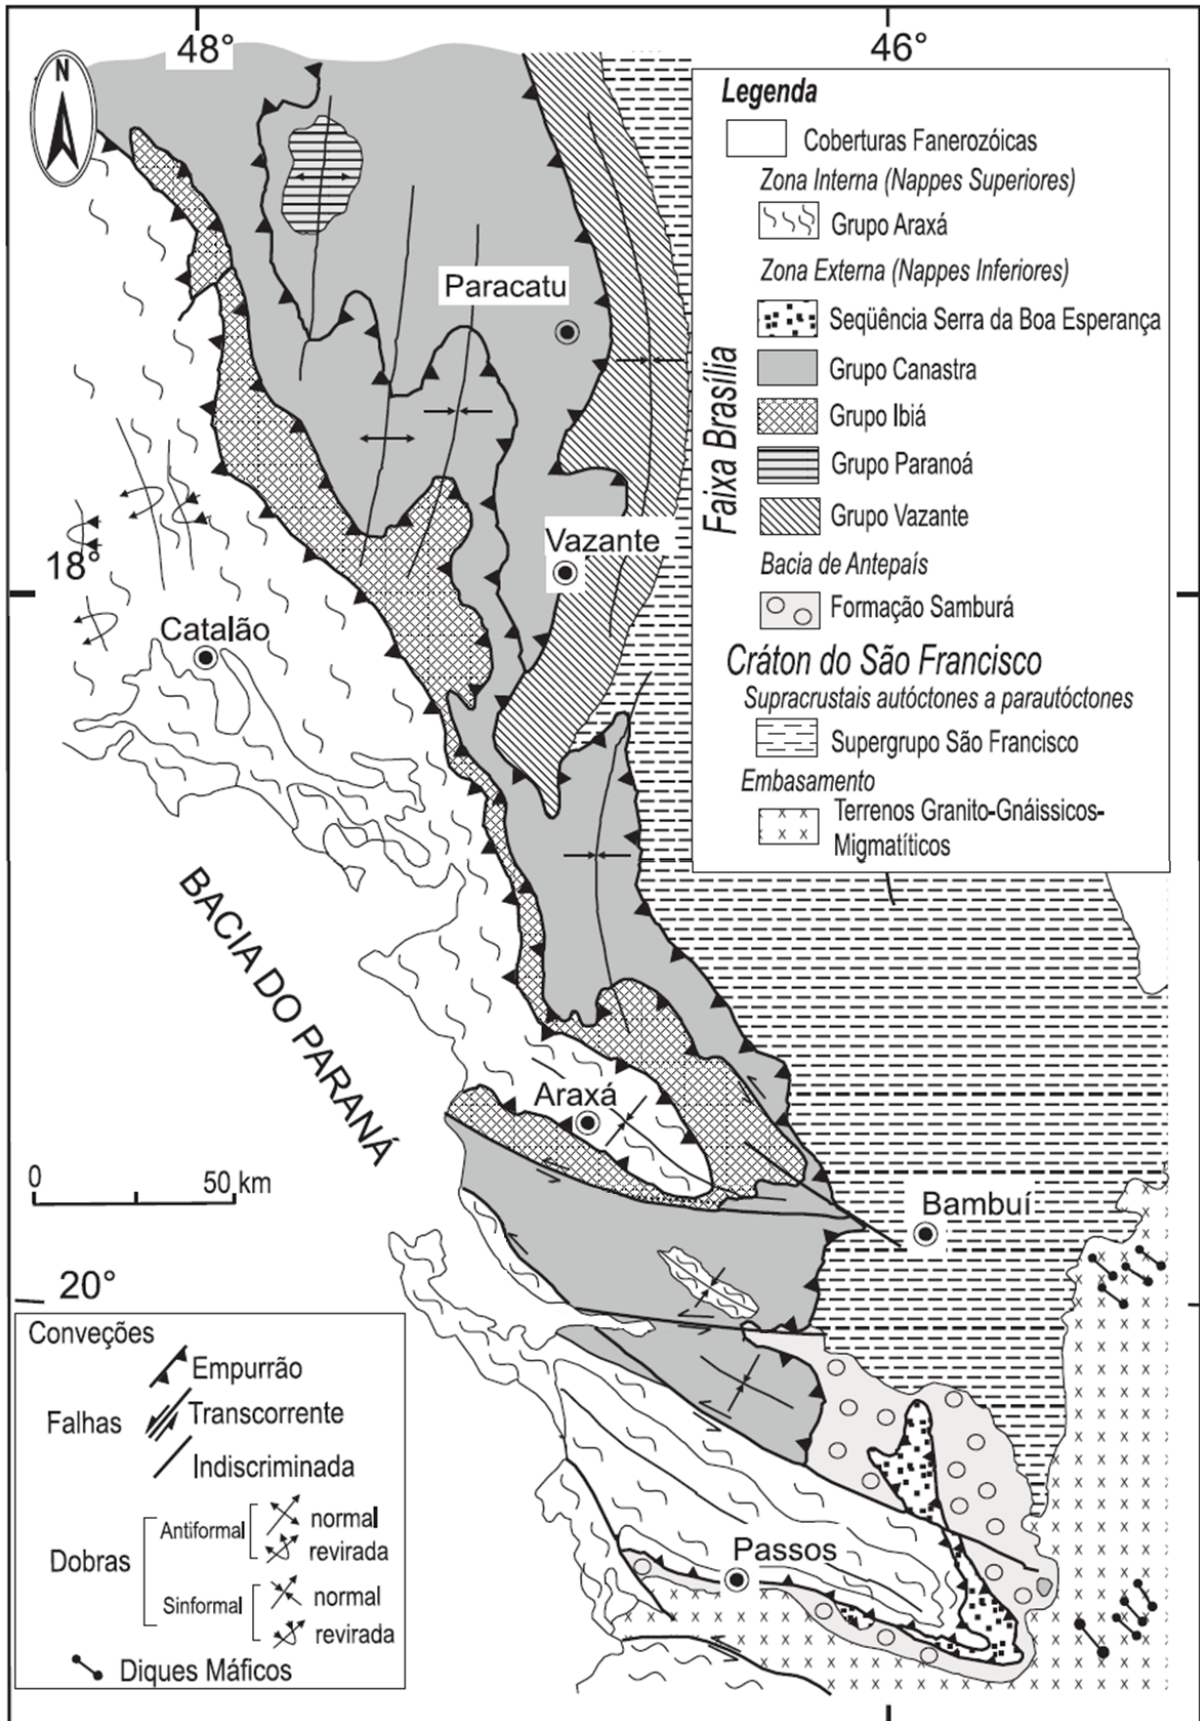 48°
46°
N
Legenda
Coberturas Fanerozóicas
Zona Interna (Nappes Superiores)
Grupo Araxá
Zona Externa (Nappes Inferiores)
Seqüência Serra da Boa Esperança
Grupo Canastra
Grupo Ibiá
Grupo Paranoá
Grupo Vazante
Faixa Brasília
Bacia de Antepaís
Formação Samburá
Cráton do São Francisco
Supracrustais autóctones a parautóctones
Supergrupo São Francisco
Embasamento
Terrenos Granito-Gnáissicos-
Migmatíticos
Paracatu
Vazante
18°
Catalão
BACIA DO PARANÁ
Araxá
0 50 km
Bambuí
20°
Passos
Conveções
Falhas
Empurrão
Transcorrente
Indiscriminada
Dobras
Antiformal
normal
revirada
Sinformal
normal
revirada
Diques Máficos